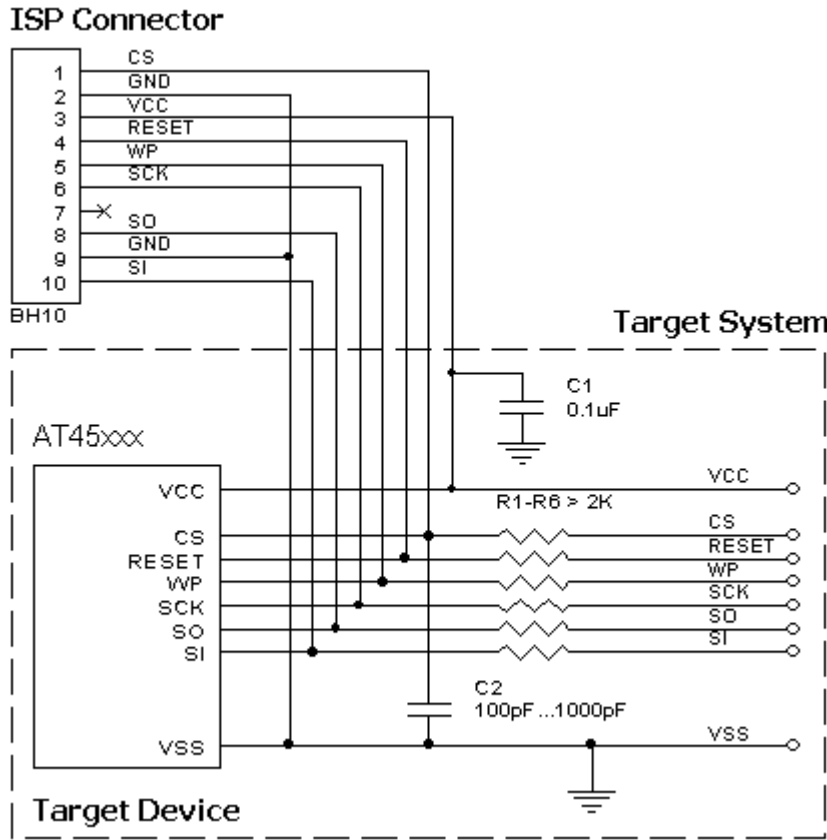 ISP Connector
1 CS
2 GND
3 VCC
4 RESET
5 WP
6 SCK
7
8 SO
9 GND
10 SI
BH10
Target System
C1
0.1uF
AT45xxx
VCC
R1-R6 > 2K
VCC
CS
CS
RESET
RESET
WP
WP
SCK
SCK
SO
SO
SI
SI
C2
100pF...1000pF
VSS
VSS
Target Device